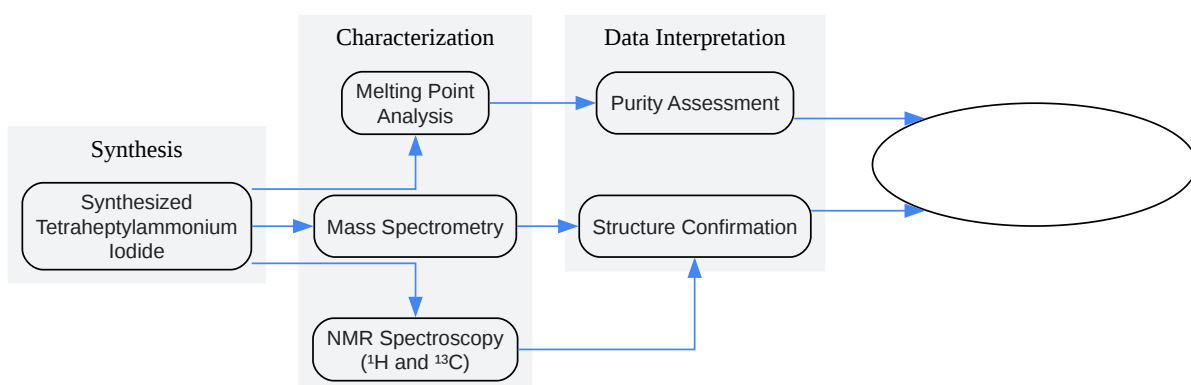 Synthesis
Synthesized
Tetraheptylammonium
Iodide
Characterization
Melting Point
Analysis
Mass Spectrometry
NMR Spectroscopy
(¹H and ¹³C)
Data Interpretation
Purity Assessment
Structure Confirmation